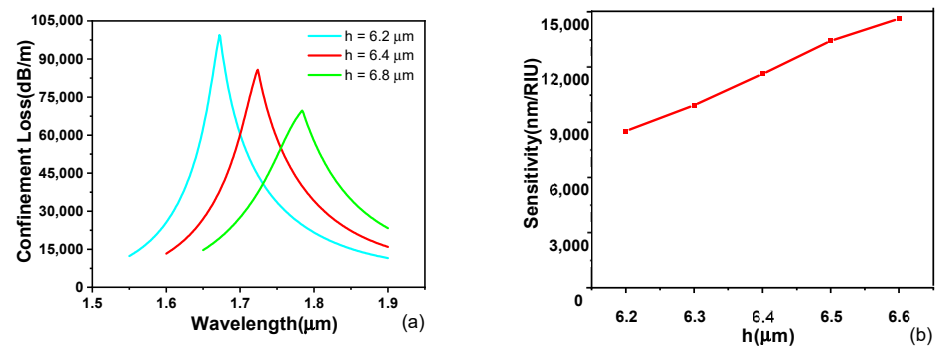 105,000
90,000
75,000
60,000
45,000
30,000
15,000
0
Confinement Loss(dB/m)
h = 6.2 μm
h = 6.4 μm
h = 6.8 μm
1.5 1.6 1.7 1.8 1.9
Wavelength(μm)
(a)
15,000
12,000
9,000
6,000
3,000
0
Sensitivity(nm/RIU)
6.2 6.3 6.4 6.5 6.6
h(μm)
(b)